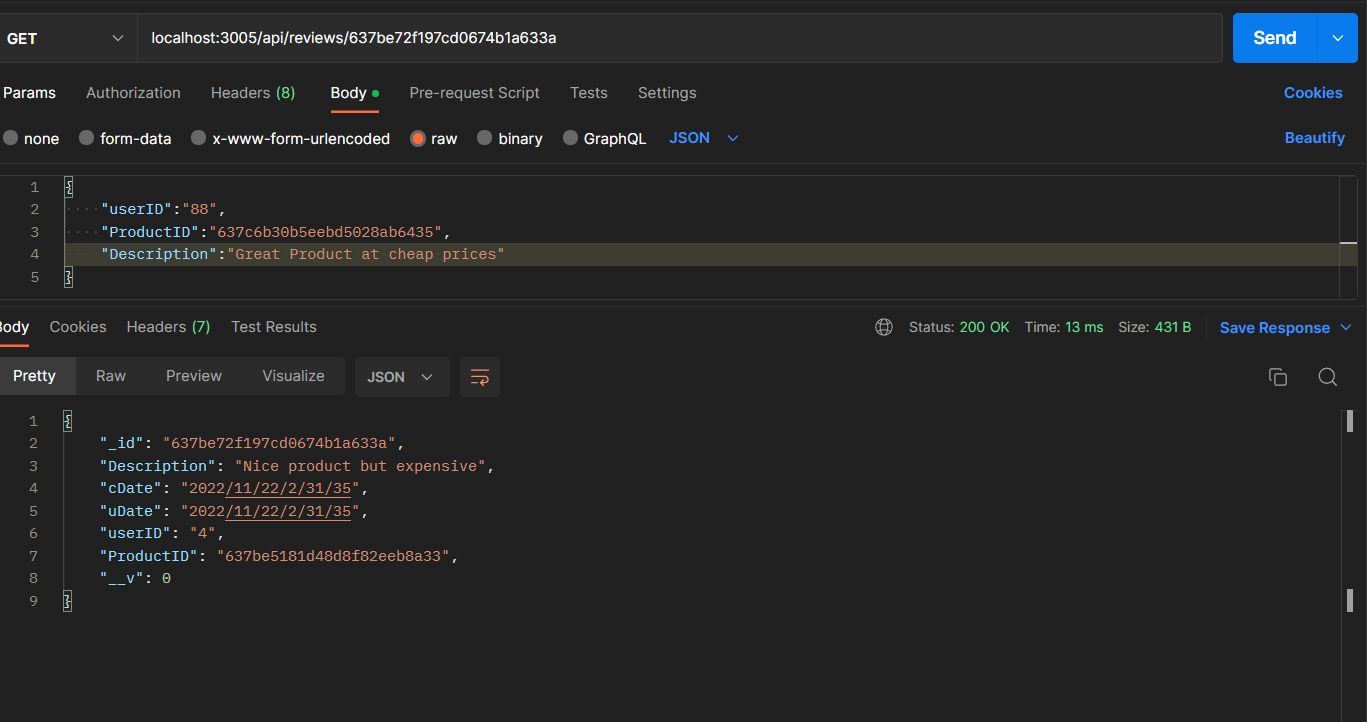 GET localhost:3005/api/reviews/637be72f197cd0674b1a633a Send
Params Authorization Headers (8) Body Pre-request Script Tests Settings Cookies
none form-data x-www-form-urlencoded raw binary GraphQL JSON Beautify
1 {
2 "userID":"88",
3 "ProductID":"637c6b30b5eebd5028ab6435",
4 "Description":"Great Product at cheap prices"
5 }
Body Cookies Headers (7) Test Results Status: 200 OK Time: 13 ms Size: 431 B Save Response
Pretty Raw Preview Visualize JSON
1 {
2 "_id": "637be72f197cd0674b1a633a",
3 "Description": "Nice product but expensive",
4 "cDate": "2022/11/22/2/31/35",
5 "uDate": "2022/11/22/2/31/35",
6 "userID": "4",
7 "ProductID": "637be5181d48d8f82eeb8a33",
8 "__v": 0
9 }